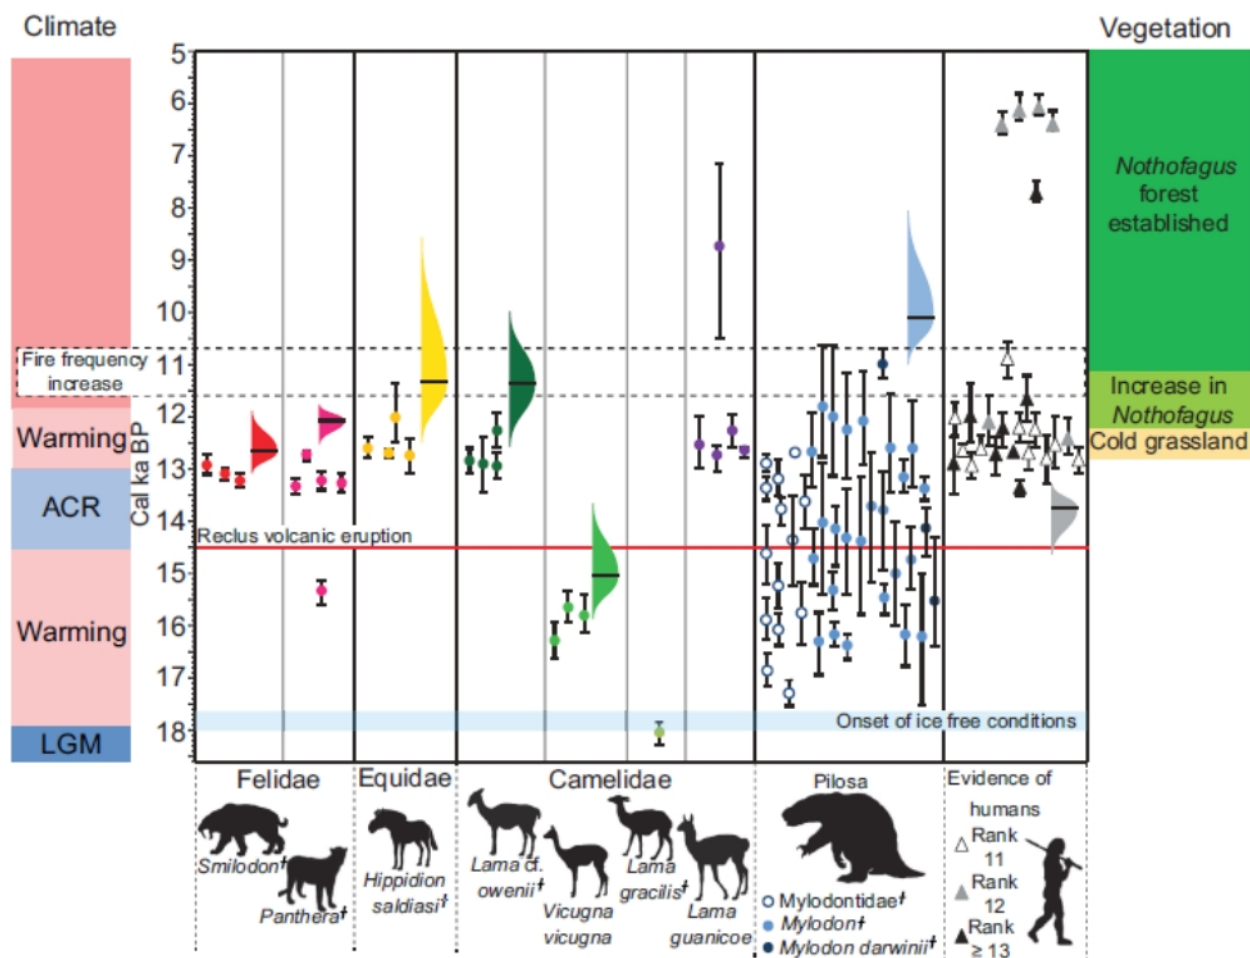 Climate
Vegetation
5
6
7
8
9
10
11
12
13
14
15
16
17
18
Cal ka BP
Fire frequency
increase
Warming
ACR
Warming
LGM
Reclus volcanic eruption
Onset of ice free conditions
Nothofagus
forest
established
Increase in
Nothofagus
Cold grassland
Felidae
Smilodon†
Panthera†
Equidae
Hippidion
saldiasi†
Camelidae
Lama cf.
owenii†
Vicugna
vicugna
Lama
gracilis†
Lama
guanicoe
Pilosa
Mylodontidae†
Mylodon†
Mylodon darwinii†
Evidence of
humans
Rank
11
Rank
12
Rank
≥ 13